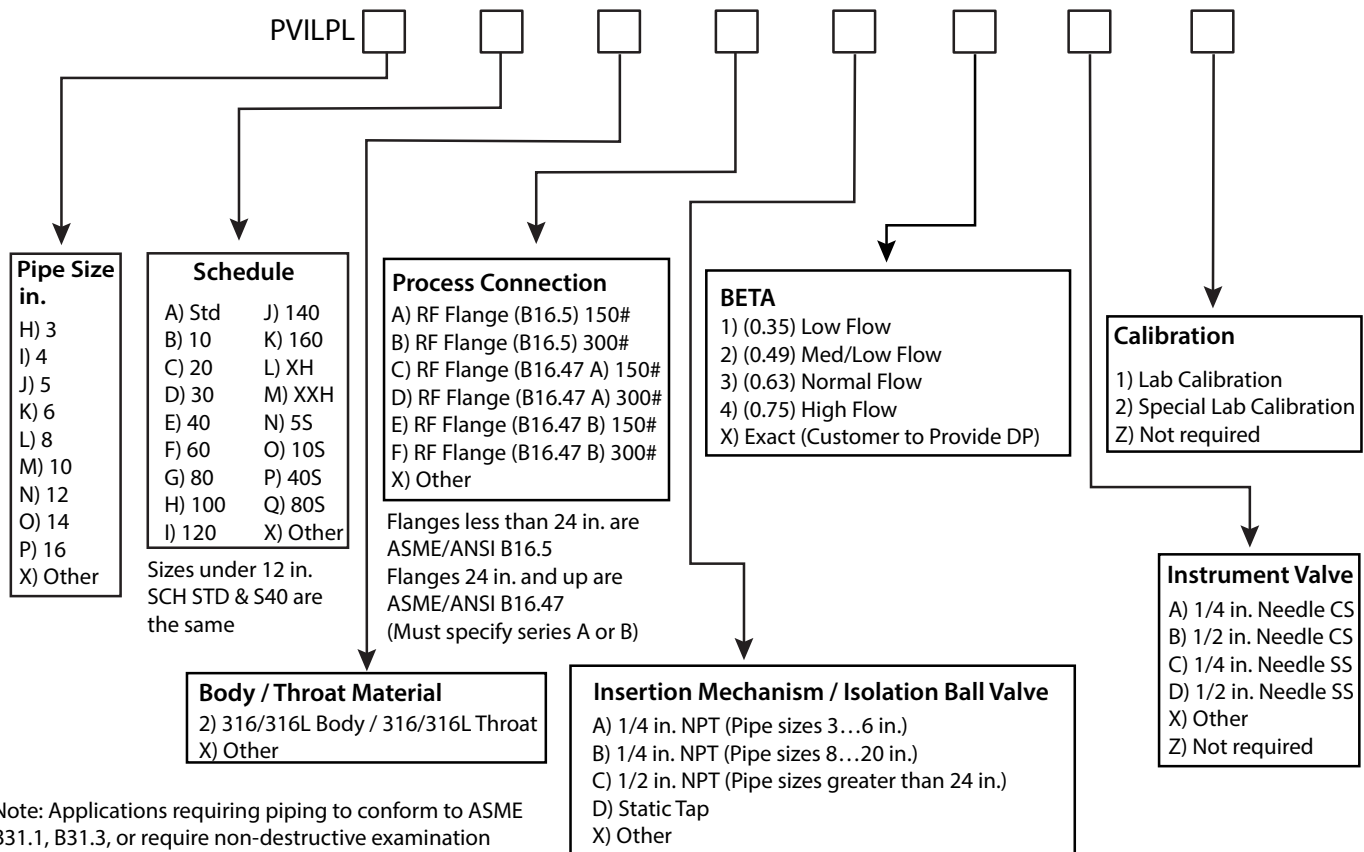 PVILPL
Pipe Size
in.
H) 3
I) 4
J) 5
K) 6
L) 8
M) 10
N) 12
O) 14
P) 16
X) Other
Schedule
A) Std
B) 10
C) 20
D) 30
E) 40
F) 60
G) 80
H) 100
I) 120
J) 140
K) 160
L) XH
M) XXH
N) 5S
O) 10S
P) 40S
Q) 80S
X) Other
Sizes under 12 in.
SCH STD & S40 are
the same
Process Connection
A) RF Flange (B16.5) 150#
B) RF Flange (B16.5) 300#
C) RF Flange (B16.47 A) 150#
D) RF Flange (B16.47 A) 300#
E) RF Flange (B16.47 B) 150#
F) RF Flange (B16.47 B) 300#
X) Other
Flanges less than 24 in. are
ASME/ANSI B16.5
Flanges 24 in. and up are
ASME/ANSI B16.47
(Must specify series A or B)
BETA
1) (0.35) Low Flow
2) (0.49) Med/Low Flow
3) (0.63) Normal Flow
4) (0.75) High Flow
X) Exact (Customer to Provide DP)
Calibration
1) Lab Calibration
2) Special Lab Calibration
Z) Not required
Instrument Valve
A) 1/4 in. Needle CS
B) 1/2 in. Needle CS
C) 1/4 in. Needle SS
D) 1/2 in. Needle SS
X) Other
Z) Not required
Body / Throat Material
2) 316/316L Body / 316/316L Throat
X) Other
Insertion Mechanism / Isolation Ball Valve
A) 1/4 in. NPT (Pipe sizes 3…6 in.)
B) 1/4 in. NPT (Pipe sizes 8…20 in.)
C) 1/2 in. NPT (Pipe sizes greater than 24 in.)
D) Static Tap
X) Other
Note: Applications requiring piping to conform to ASME
B31.1, B31.3, or require non-destructive examination